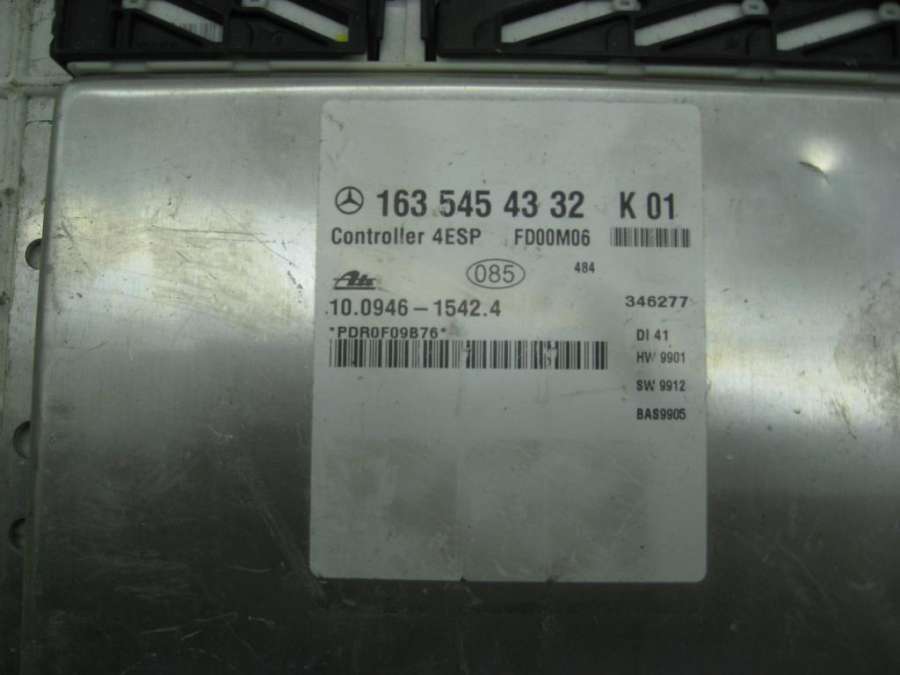 163 545 43 32 K 01
Controller 4ESP FD00M06
Ate 085 484
10.0946-1542.4 346277
*PDR0F09B76* DI 41
HW 9901
SW 9912
BAS9905